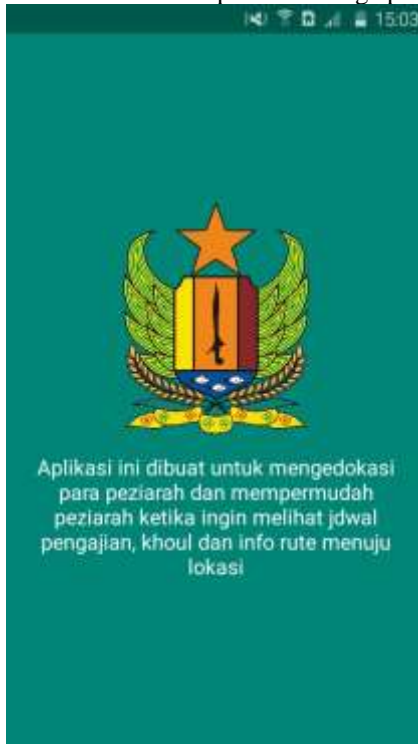 15:03
Aplikasi ini dibuat untuk mengedokasi
para peziarah dan mempermudah
peziarah ketika ingin melihat jdwal
pengajian, khoul dan info rute menuju
lokasi